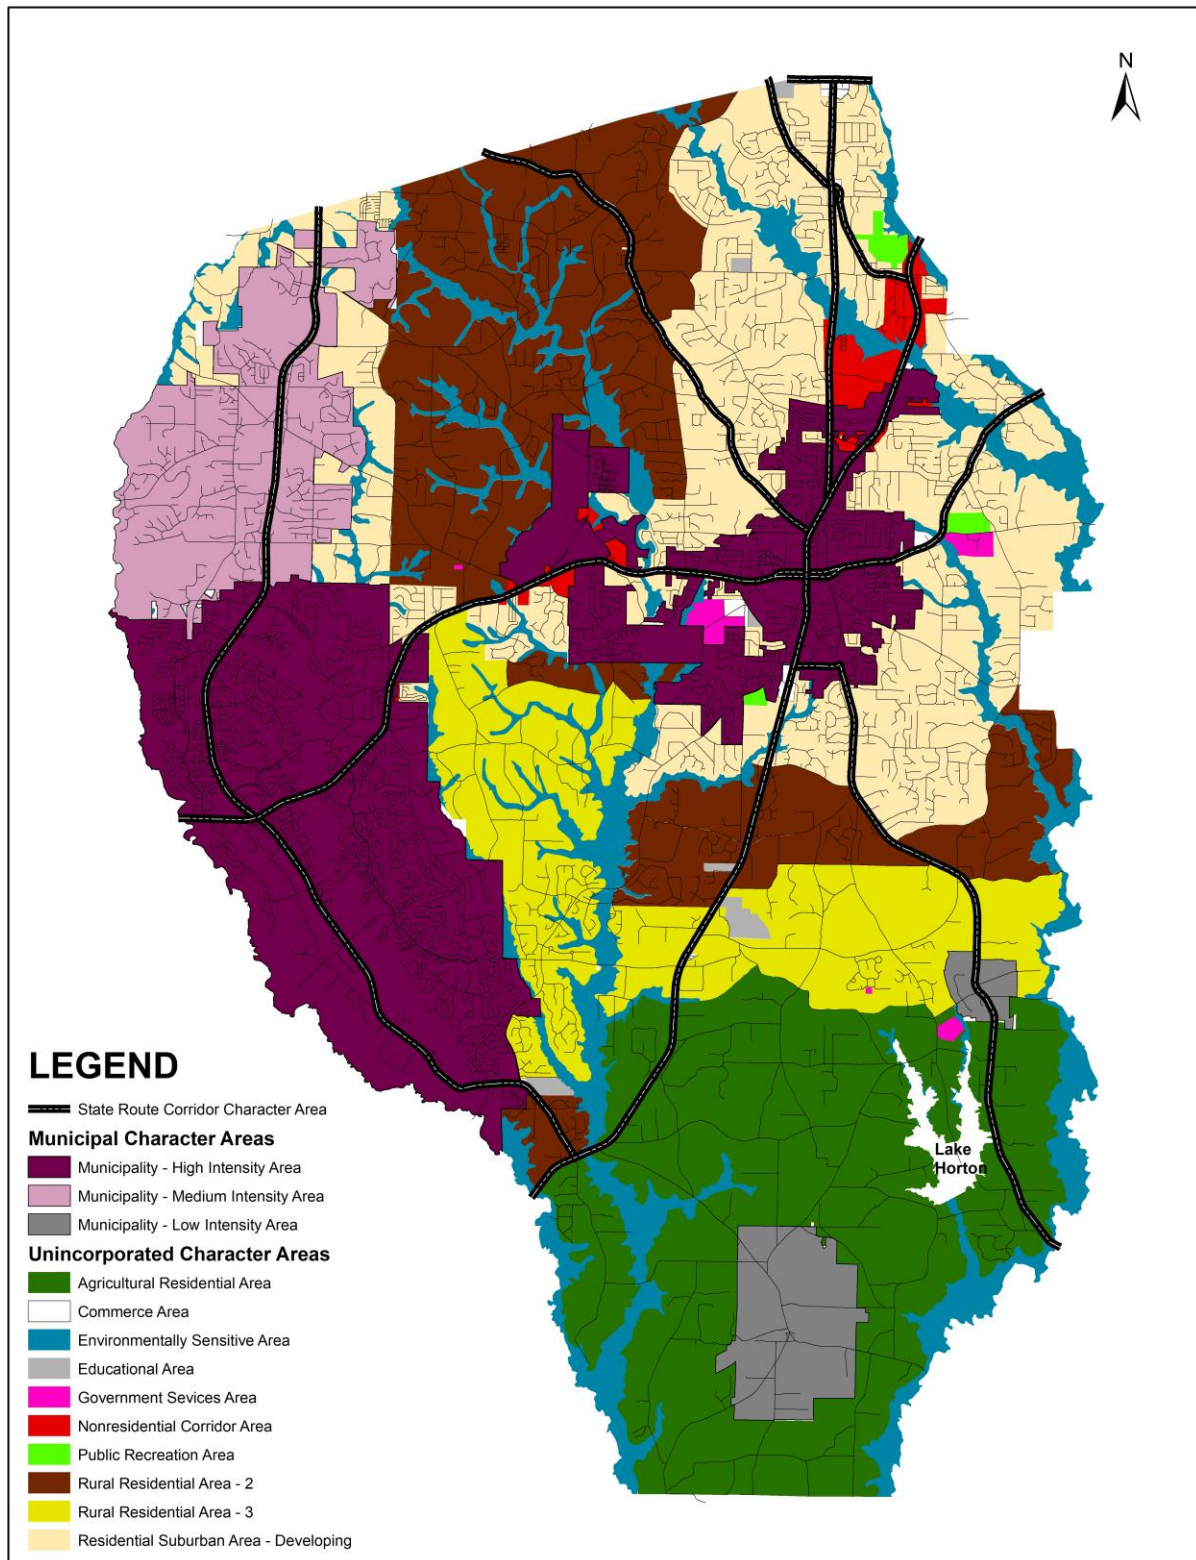 N
Lake
Horton
LEGEND
State Route Corridor Character Area
Municipal Character Areas
Municipality - High Intensity Area
Municipality - Medium Intensity Area
Municipality - Low Intensity Area
Unincorporated Character Areas
Agricultural Residential Area
Commerce Area
Environmentally Sensitive Area
Educational Area
Government Sevices Area
Nonresidential Corridor Area
Public Recreation Area
Rural Residential Area - 2
Rural Residential Area - 3
Residential Suburban Area - Developing